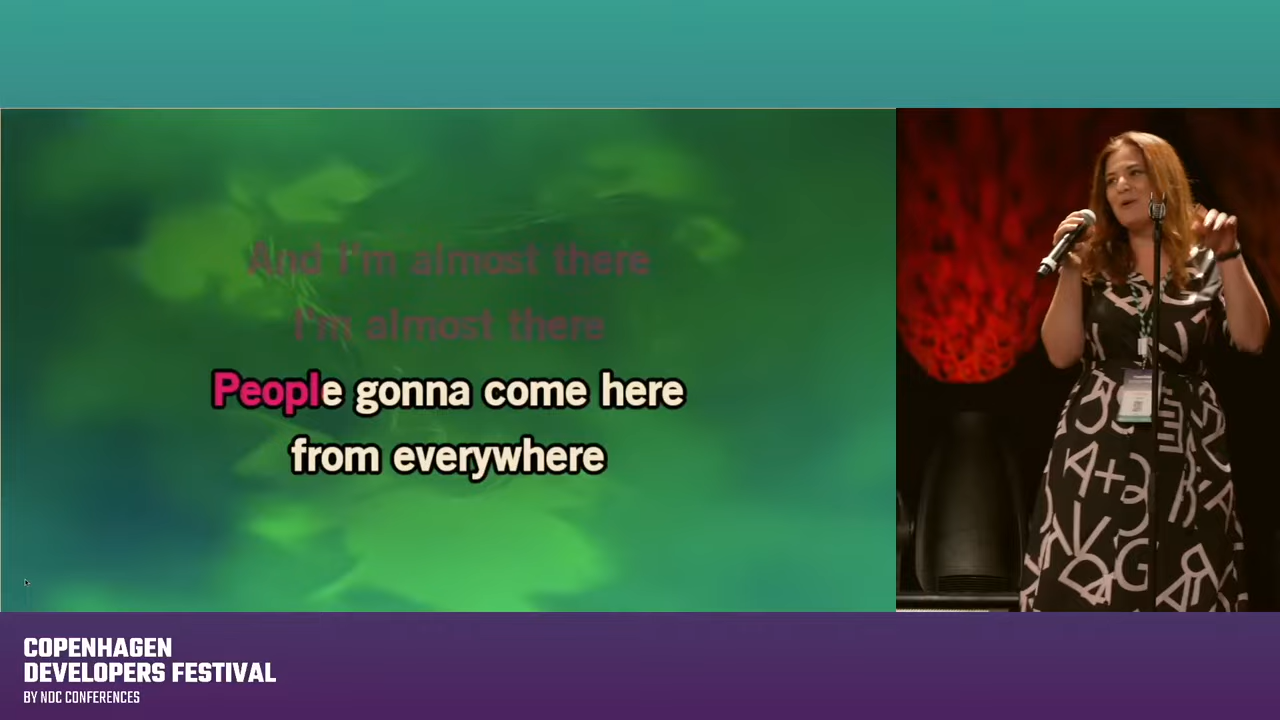 And I'm almost there
I'm almost there
People gonna come here
from everywhere
COPENHAGEN
DEVELOPERS FESTIVAL
BY NDC CONFERENCES